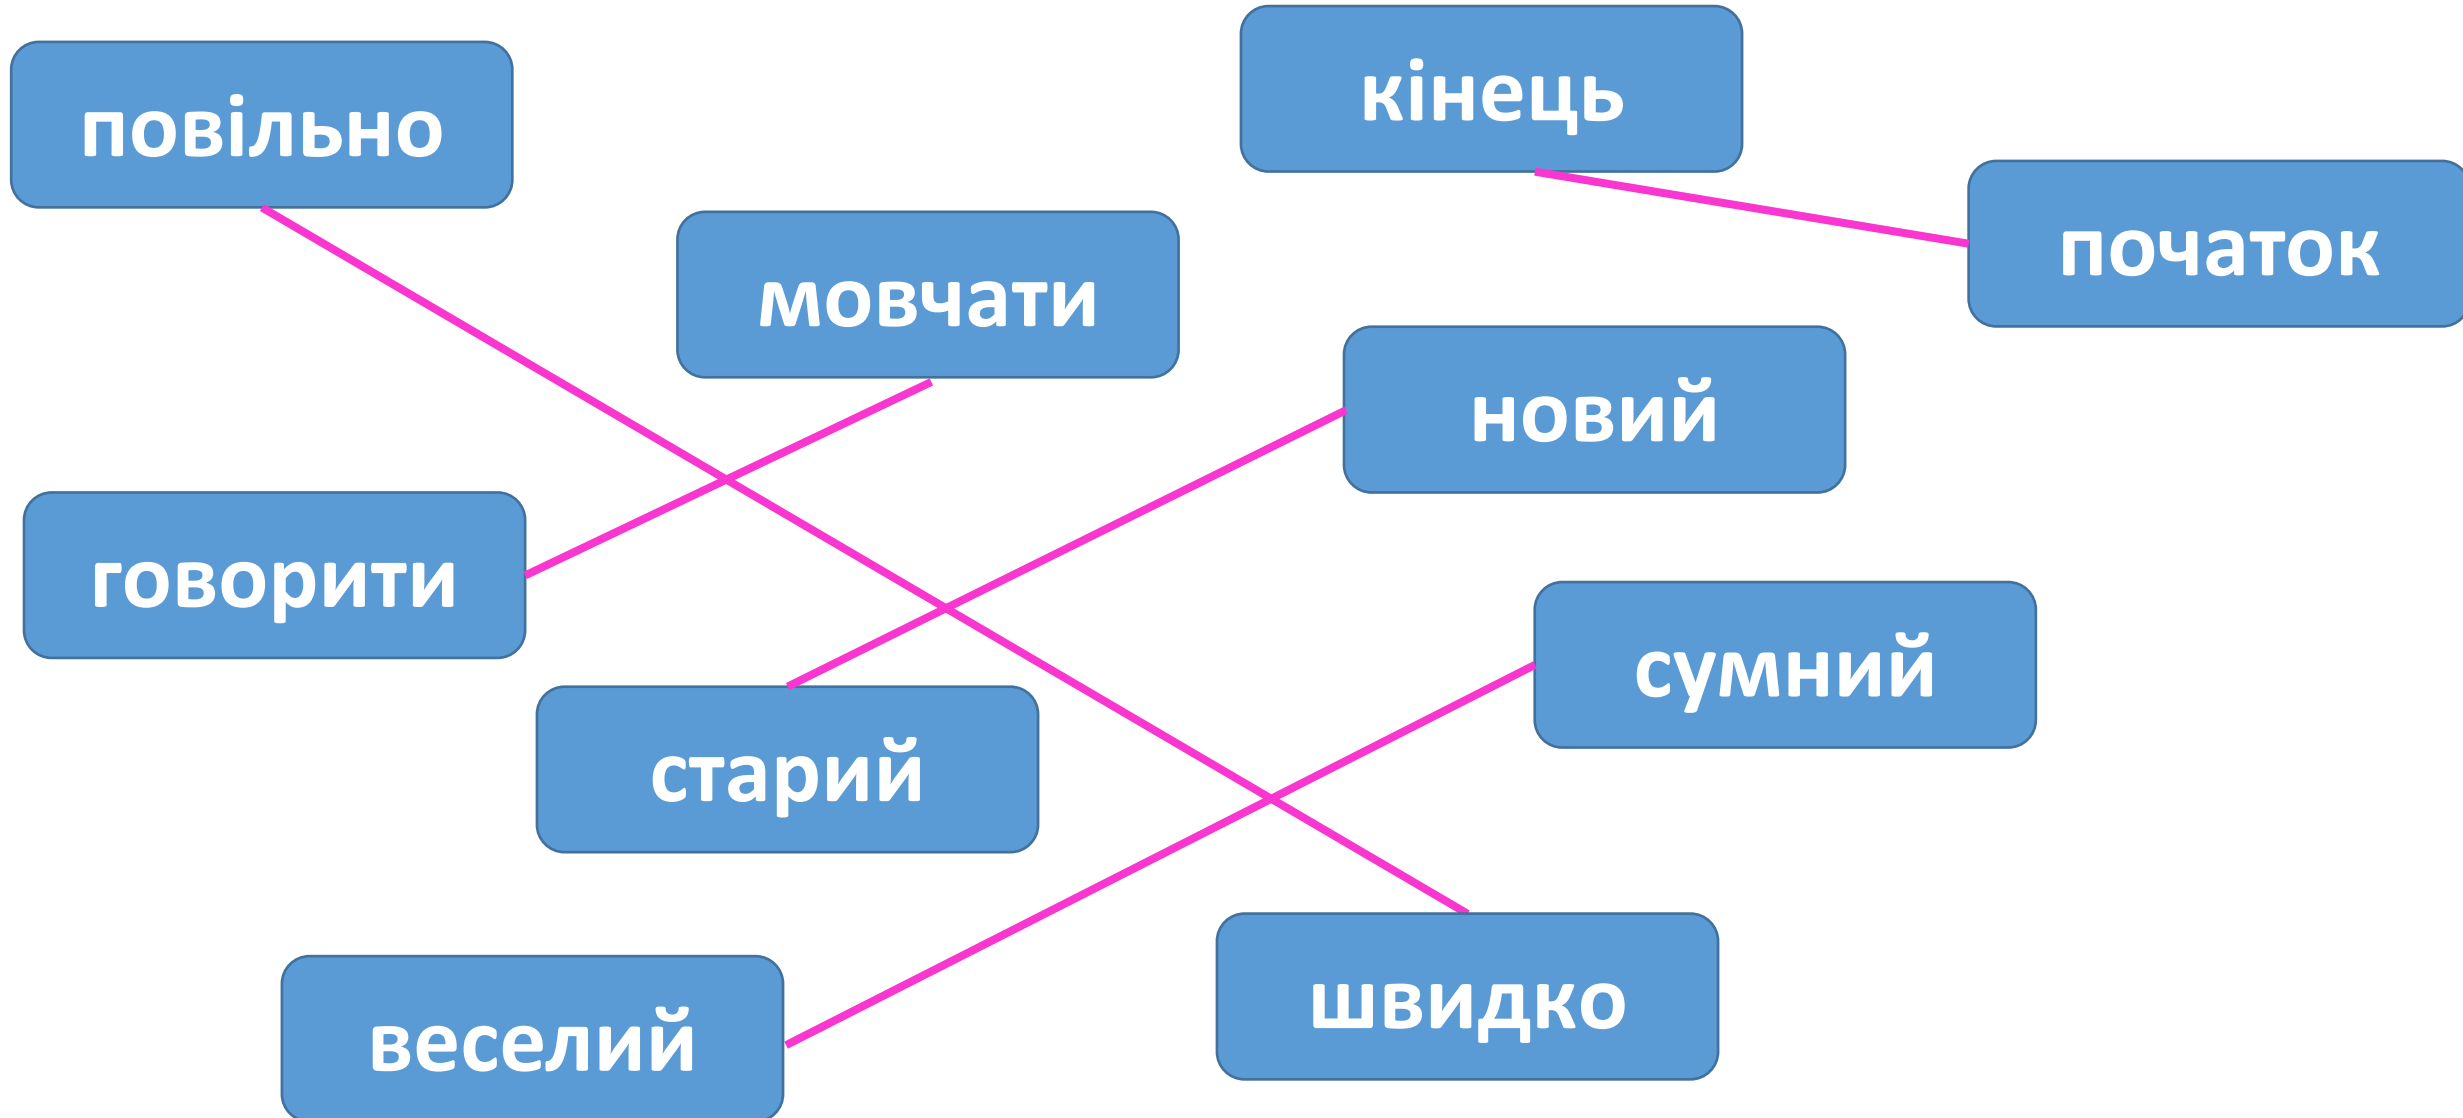 кінець
повільно
початок
мовчати
новий
говорити
сумний
старий
швидко
веселий